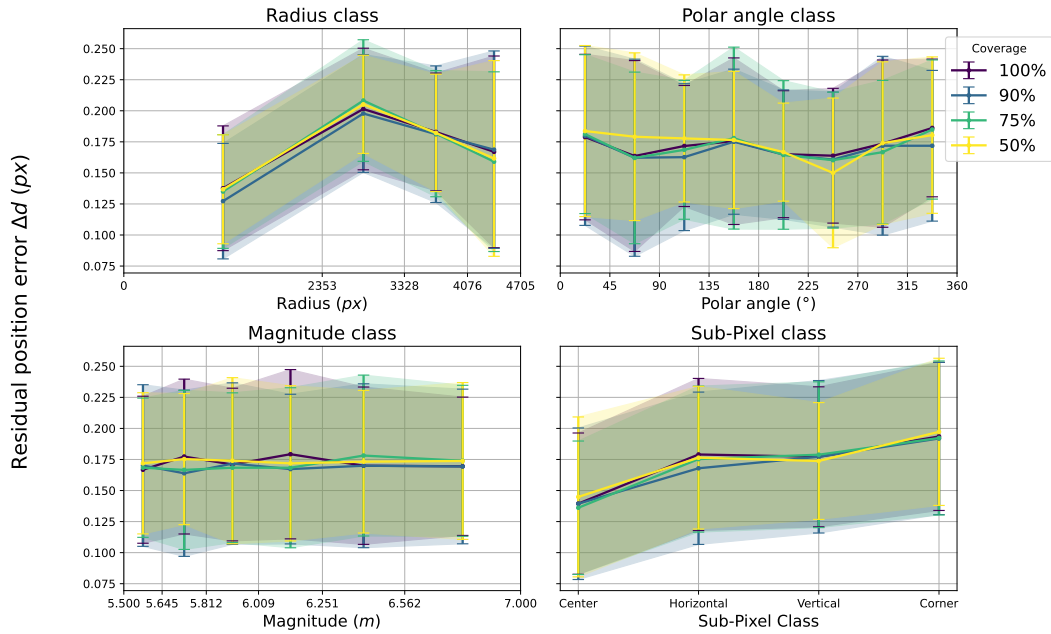 Radius class
Polar angle class
Residual position error Δd (px)
0.250
0.225
0.200
0.175
0.150
0.125
0.100
0.075
0
2353
3328
4076
4705
Radius (px)
0
45
90
135
180
225
270
315
360
Polar angle (°)
Coverage
100%
90%
75%
50%
Magnitude class
Sub-Pixel class
0.250
0.225
0.200
0.175
0.150
0.125
0.100
0.075
5.500
5.645
5.812
6.009
6.251
6.562
7.000
Magnitude (m)
Center
Horizontal
Vertical
Corner
Sub-Pixel Class